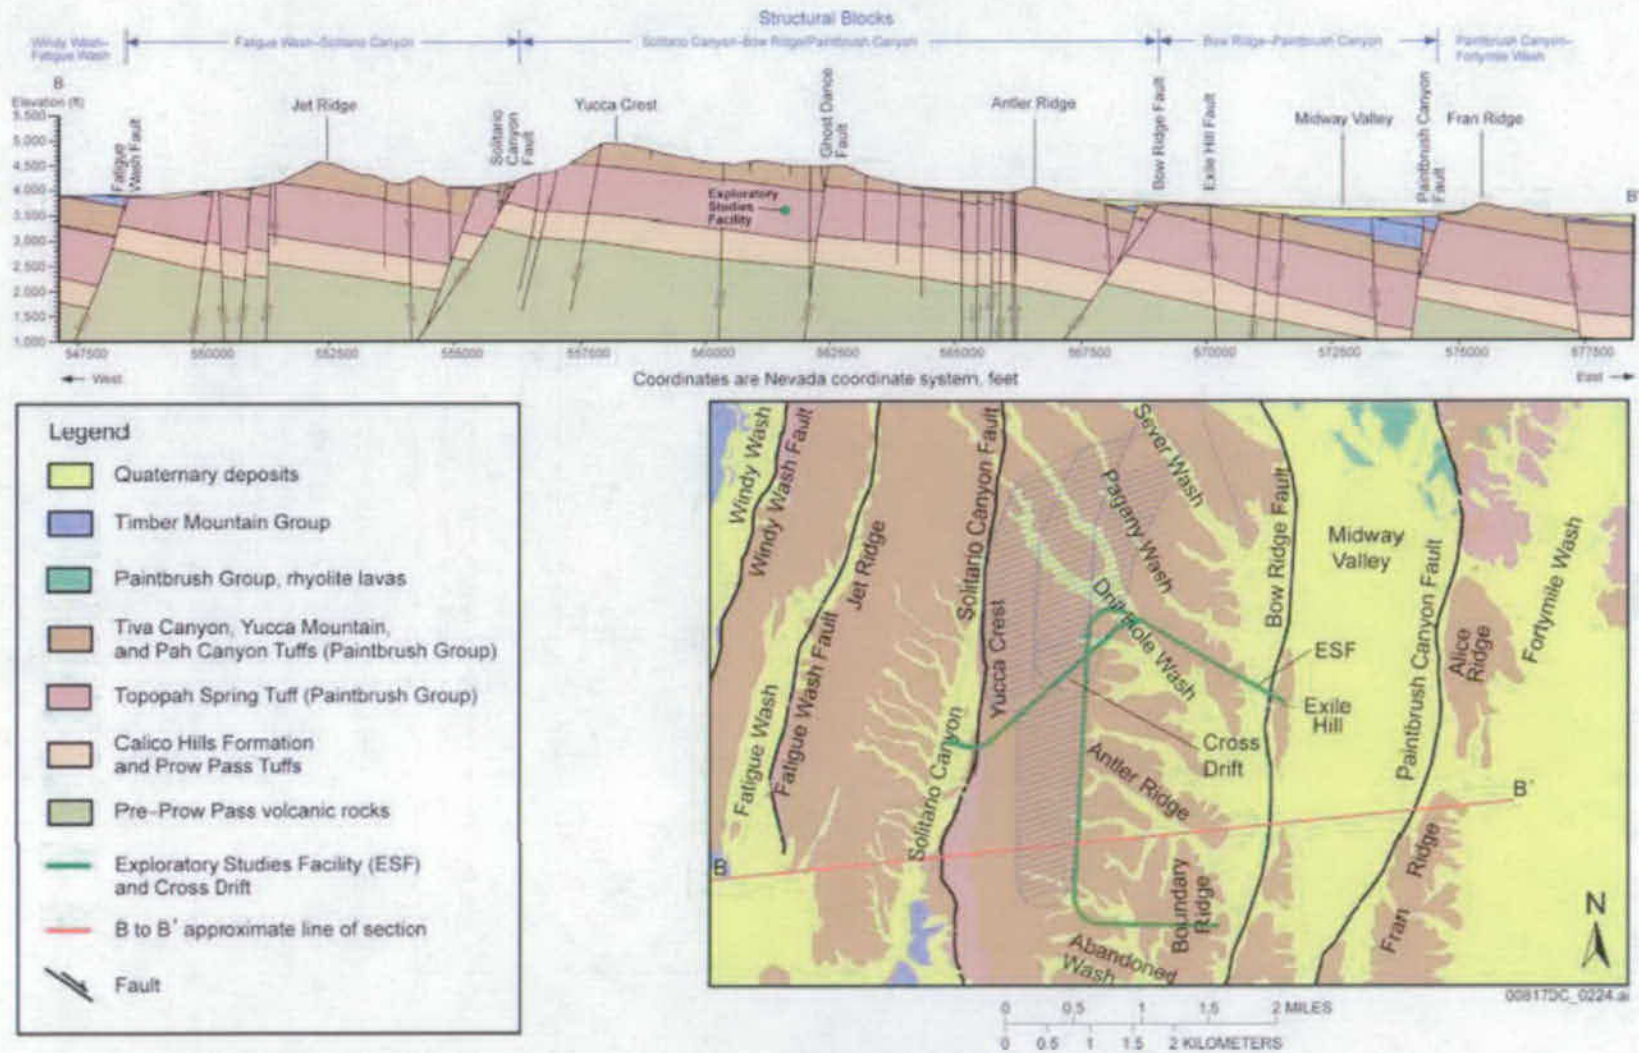 Structural Blocks
Windy Wash–
Fatigue Wash
Fatigue Wash–Solitario Canyon
Solitario Canyon–Bow Ridge/Paintbrush Canyon
Bow Ridge–Paintbrush Canyon
Paintbrush Canyon–
Fortymile Wash
B
B'
Elevation (ft)
5,500
5,000
4,500
4,000
3,500
3,000
2,500
2,000
1,500
1,000
Fatigue
Wash Fault
Jet Ridge
Solitario
Canyon
Fault
Yucca Crest
Ghost Dance
Fault
Antler Ridge
Bow Ridge Fault
Exile Hill Fault
Midway Valley
Paintbrush Canyon
Fault
Fran Ridge
Exploratory
Studies
Facility
547500
550000
552500
555000
557500
560000
562500
565000
567500
570000
572500
575000
577500
West
Coordinates are Nevada coordinate system, feet
East
Legend
Quaternary deposits
Timber Mountain Group
Paintbrush Group, rhyolite lavas
Tiva Canyon, Yucca Mountain,
and Pah Canyon Tuffs (Paintbrush Group)
Topopah Spring Tuff (Paintbrush Group)
Calico Hills Formation
and Prow Pass Tuffs
Pre–Prow Pass volcanic rocks
Exploratory Studies Facility (ESF)
and Cross Drift
B to B' approximate line of section
Fault
Windy Wash
Windy Wash Fault
Jet Ridge
Fatigue Wash
Fatigue Wash Fault
Solitario Canyon Fault
Solitario Canyon
Yucca Crest
Sever Wash
Pagany Wash
Drill Hole Wash
Bow Ridge Fault
Midway
Valley
ESF
Exile
Hill
Cross
Drift
Antler Ridge
Boundary
Ridge
Abandoned
Wash
Paintbrush Canyon Fault
Alice
Ridge
Fortymile Wash
Fran Ridge
B
B'
N
00817DC_0224.ai
0 0.5 1 1.5 2 MILES
0 0.5 1 1.5 2 KILOMETERS